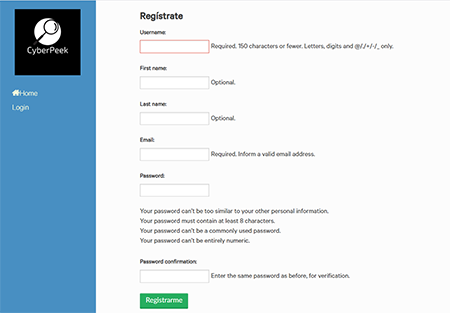 CyberPeek
Home
Login
Regístrate
Username:
Required. 150 characters or fewer. Letters, digits and @/./+/-/_ only.
First name:
Optional.
Last name:
Optional.
Email:
Required. Inform a valid email address.
Password:
Your password can't be too similar to your other personal information.
Your password must contain at least 8 characters.
Your password can't be a commonly used password.
Your password can't be entirely numeric.
Password confirmation:
Enter the same password as before, for verification.
Registrarme